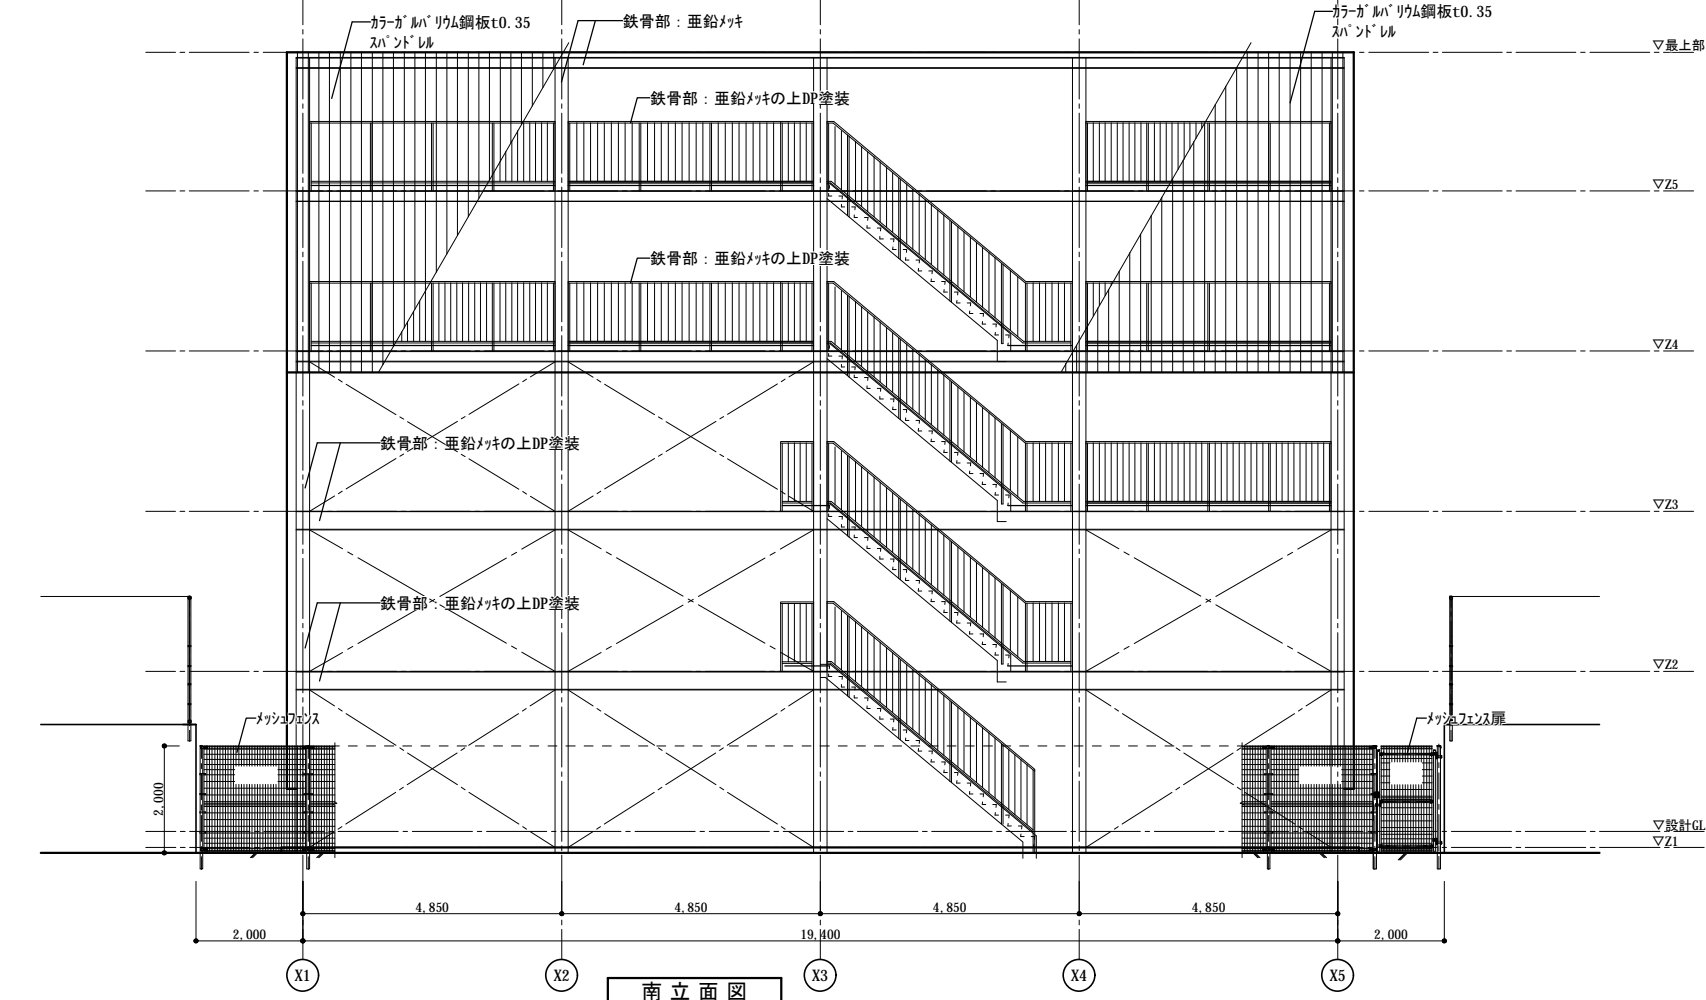 カラーガルバリウム鋼板t0.35
スパンドレル
鉄骨部：亜鉛メッキ
カラーガルバリウム鋼板t0.35
スパンドレル
▽最上部
鉄骨部：亜鉛メッキの上DP塗装
▽Z5
鉄骨部：亜鉛メッキの上DP塗装
▽Z4
鉄骨部：亜鉛メッキの上DP塗装
▽Z3
鉄骨部：亜鉛メッキの上DP塗装
▽Z2
メッシュフェンス
メッシュフェンス扉
2,000
▽設計GL
▽Z1
4,850
4,850
4,850
4,850
2,000
19,400
2,000
X1
X2
X3
X4
X5
南立面図